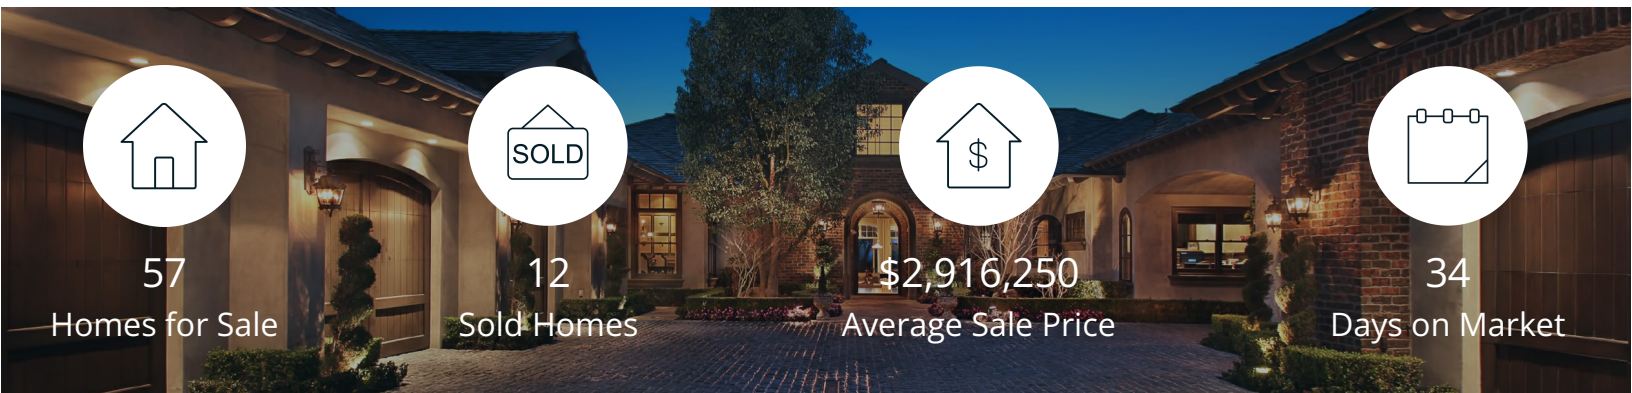 SOLD
$
57
Homes for Sale
12
Sold Homes
$2,916,250
Average Sale Price
34
Days on Market